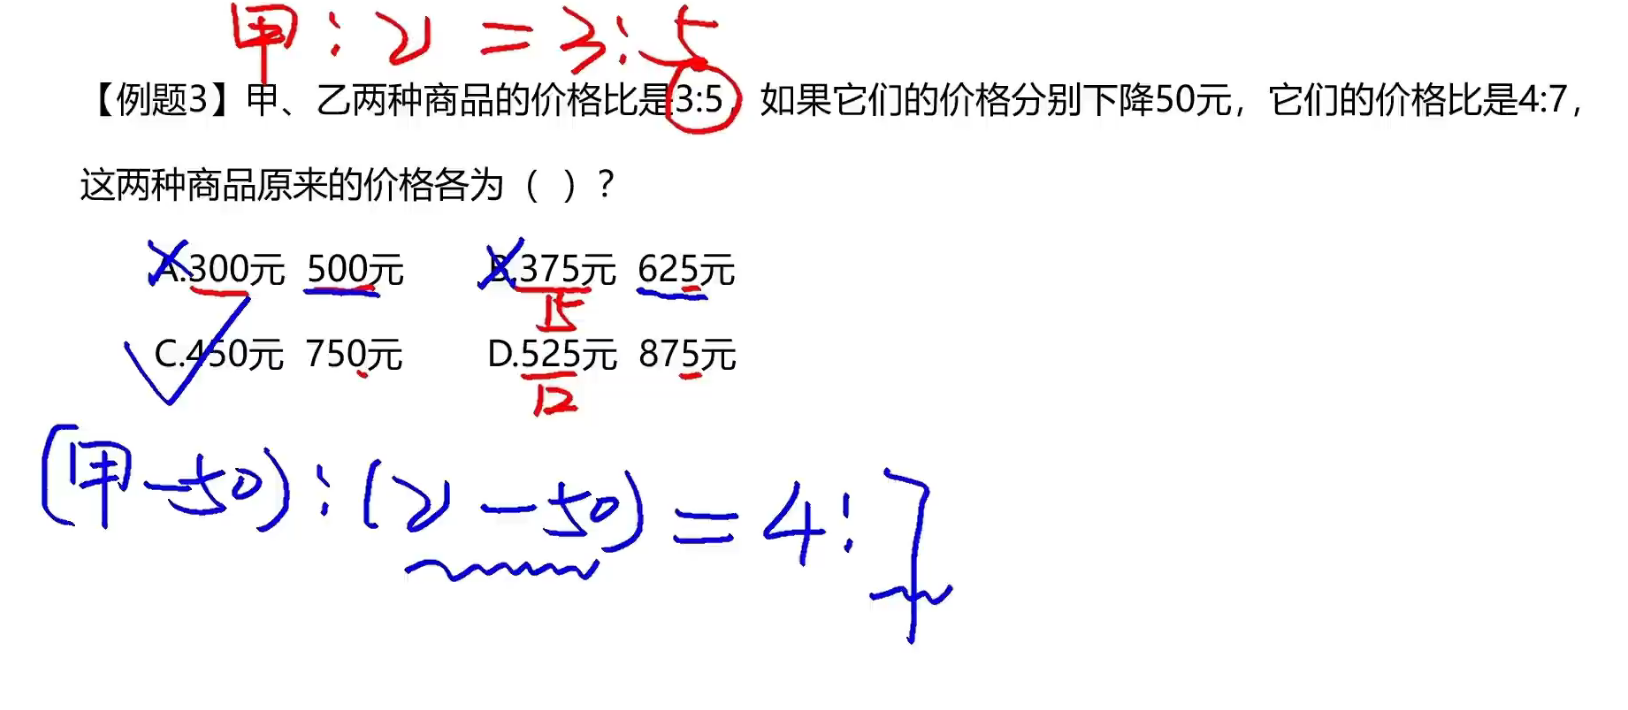 甲:乙=3:5
【例题3】甲、乙两种商品的价格比是3:5，如果它们的价格分别下降50元，它们的价格比是4:7，
这两种商品原来的价格各为（ ）？
A.300元 500元 B.375元 625元
15
C.450元 750元 D.525元 875元
12
(甲-50):(乙-50)=4:7